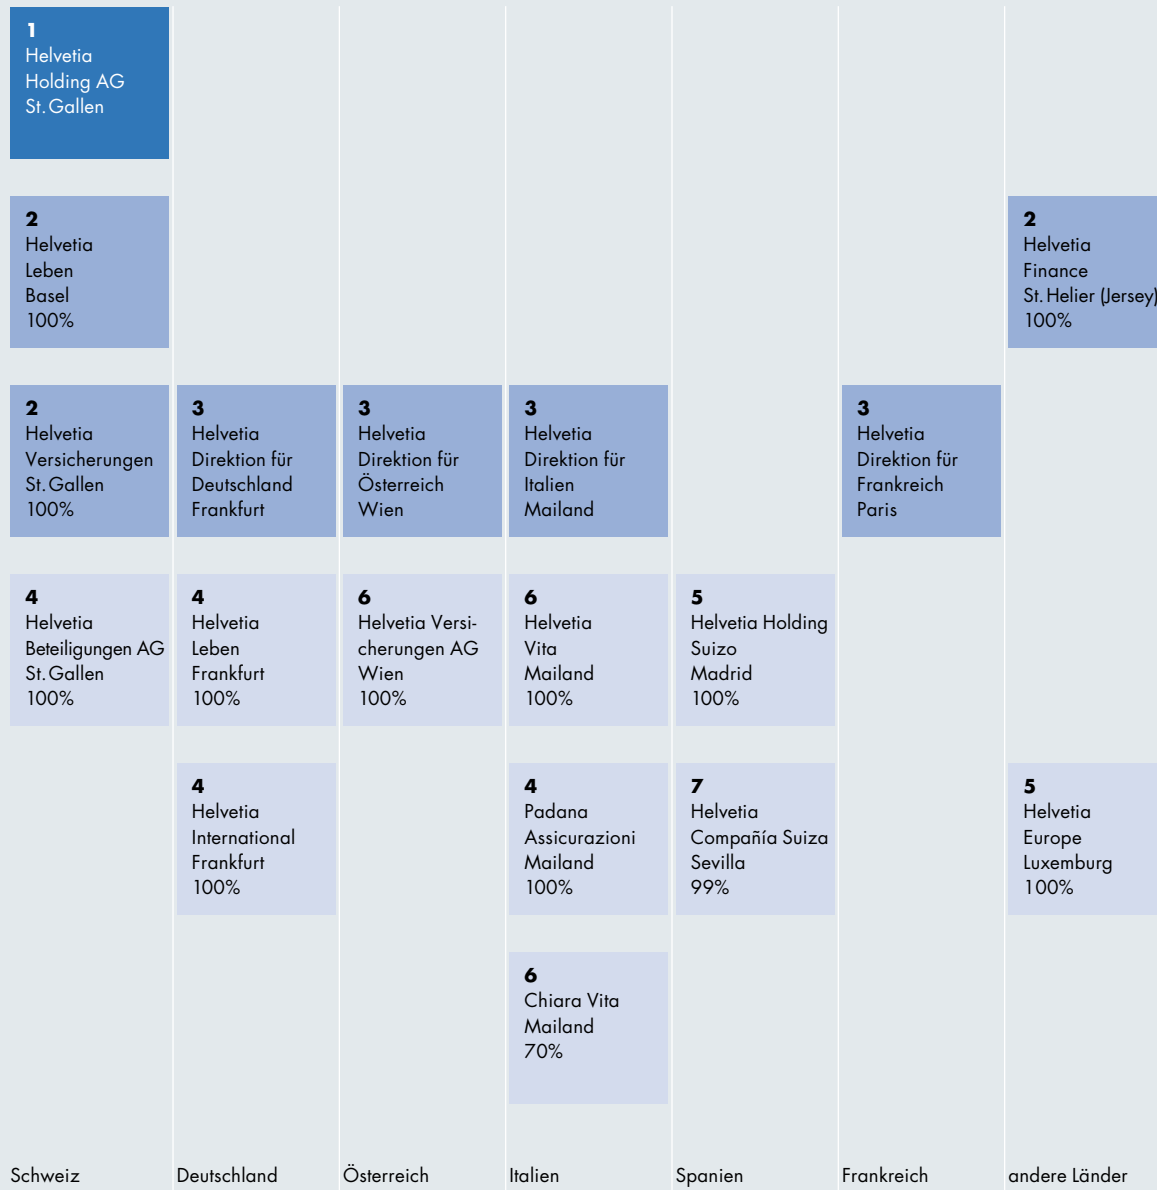 1
Helvetia
Holding AG
St. Gallen
2
Helvetia
Leben
Basel
100%
2
Helvetia
Finance
St. Helier (Jersey)
100%
2
Helvetia
Versicherungen
St. Gallen
100%
3
Helvetia
Direktion für
Deutschland
Frankfurt
3
Helvetia
Direktion für
Österreich
Wien
3
Helvetia
Direktion für
Italien
Mailand
3
Helvetia
Direktion für
Frankreich
Paris
4
Helvetia
Beteiligungen AG
St. Gallen
100%
4
Helvetia
Leben
Frankfurt
100%
6
Helvetia Versi-
cherungen AG
Wien
100%
6
Helvetia
Vita
Mailand
100%
5
Helvetia Holding
Suizo
Madrid
100%
4
Helvetia
International
Frankfurt
100%
4
Padana
Assicurazioni
Mailand
100%
7
Helvetia
Compañía Suiza
Sevilla
99%
5
Helvetia
Europe
Luxemburg
100%
6
Chiara Vita
Mailand
70%
Schweiz
Deutschland
Österreich
Italien
Spanien
Frankreich
andere Länder